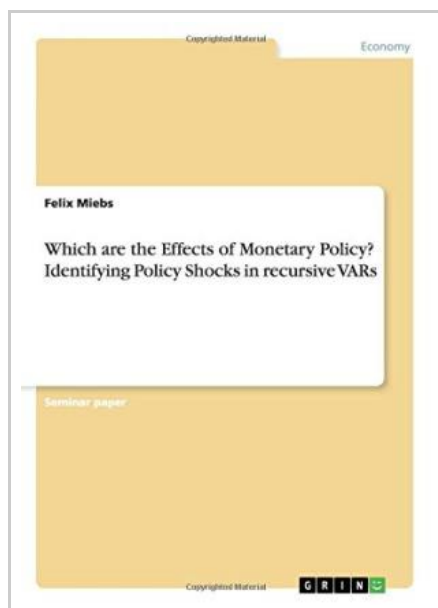 Copyrighted Material
Economy
Felix Miebs
Which are the Effects of Monetary Policy?
Identifying Policy Shocks in recursive VARs
Seminar paper
Copyrighted Material
GRIN